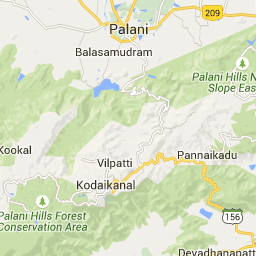 Palani
209
Balasamudram
Palani Hills N
Slope East
Kookal
Vilpatti
Pannaikadu
Kodaikanal
Palani Hills Forest
Conservation Area
156
Devadhanapatt